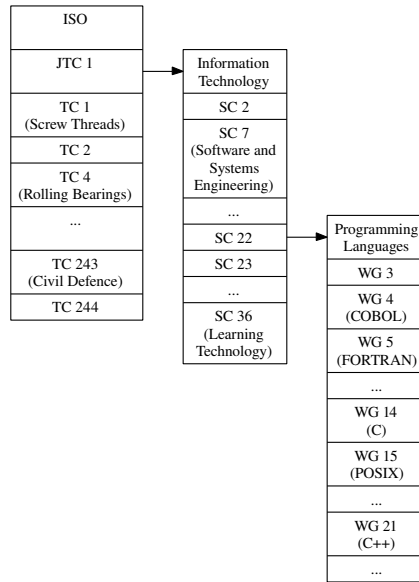 ISO
JTC 1
TC 1
(Screw Threads)
TC 2
TC 4
(Rolling Bearings)
...
TC 243
(Civil Defence)
TC 244
Information
Technology
SC 2
SC 7
(Software and
Systems
Engineering)
...
SC 22
SC 23
...
SC 36
(Learning
Technology)
Programming
Languages
WG 3
WG 4
(COBOL)
WG 5
(FORTRAN)
...
WG 14
(C)
WG 15
(POSIX)
...
WG 21
(C++)
...